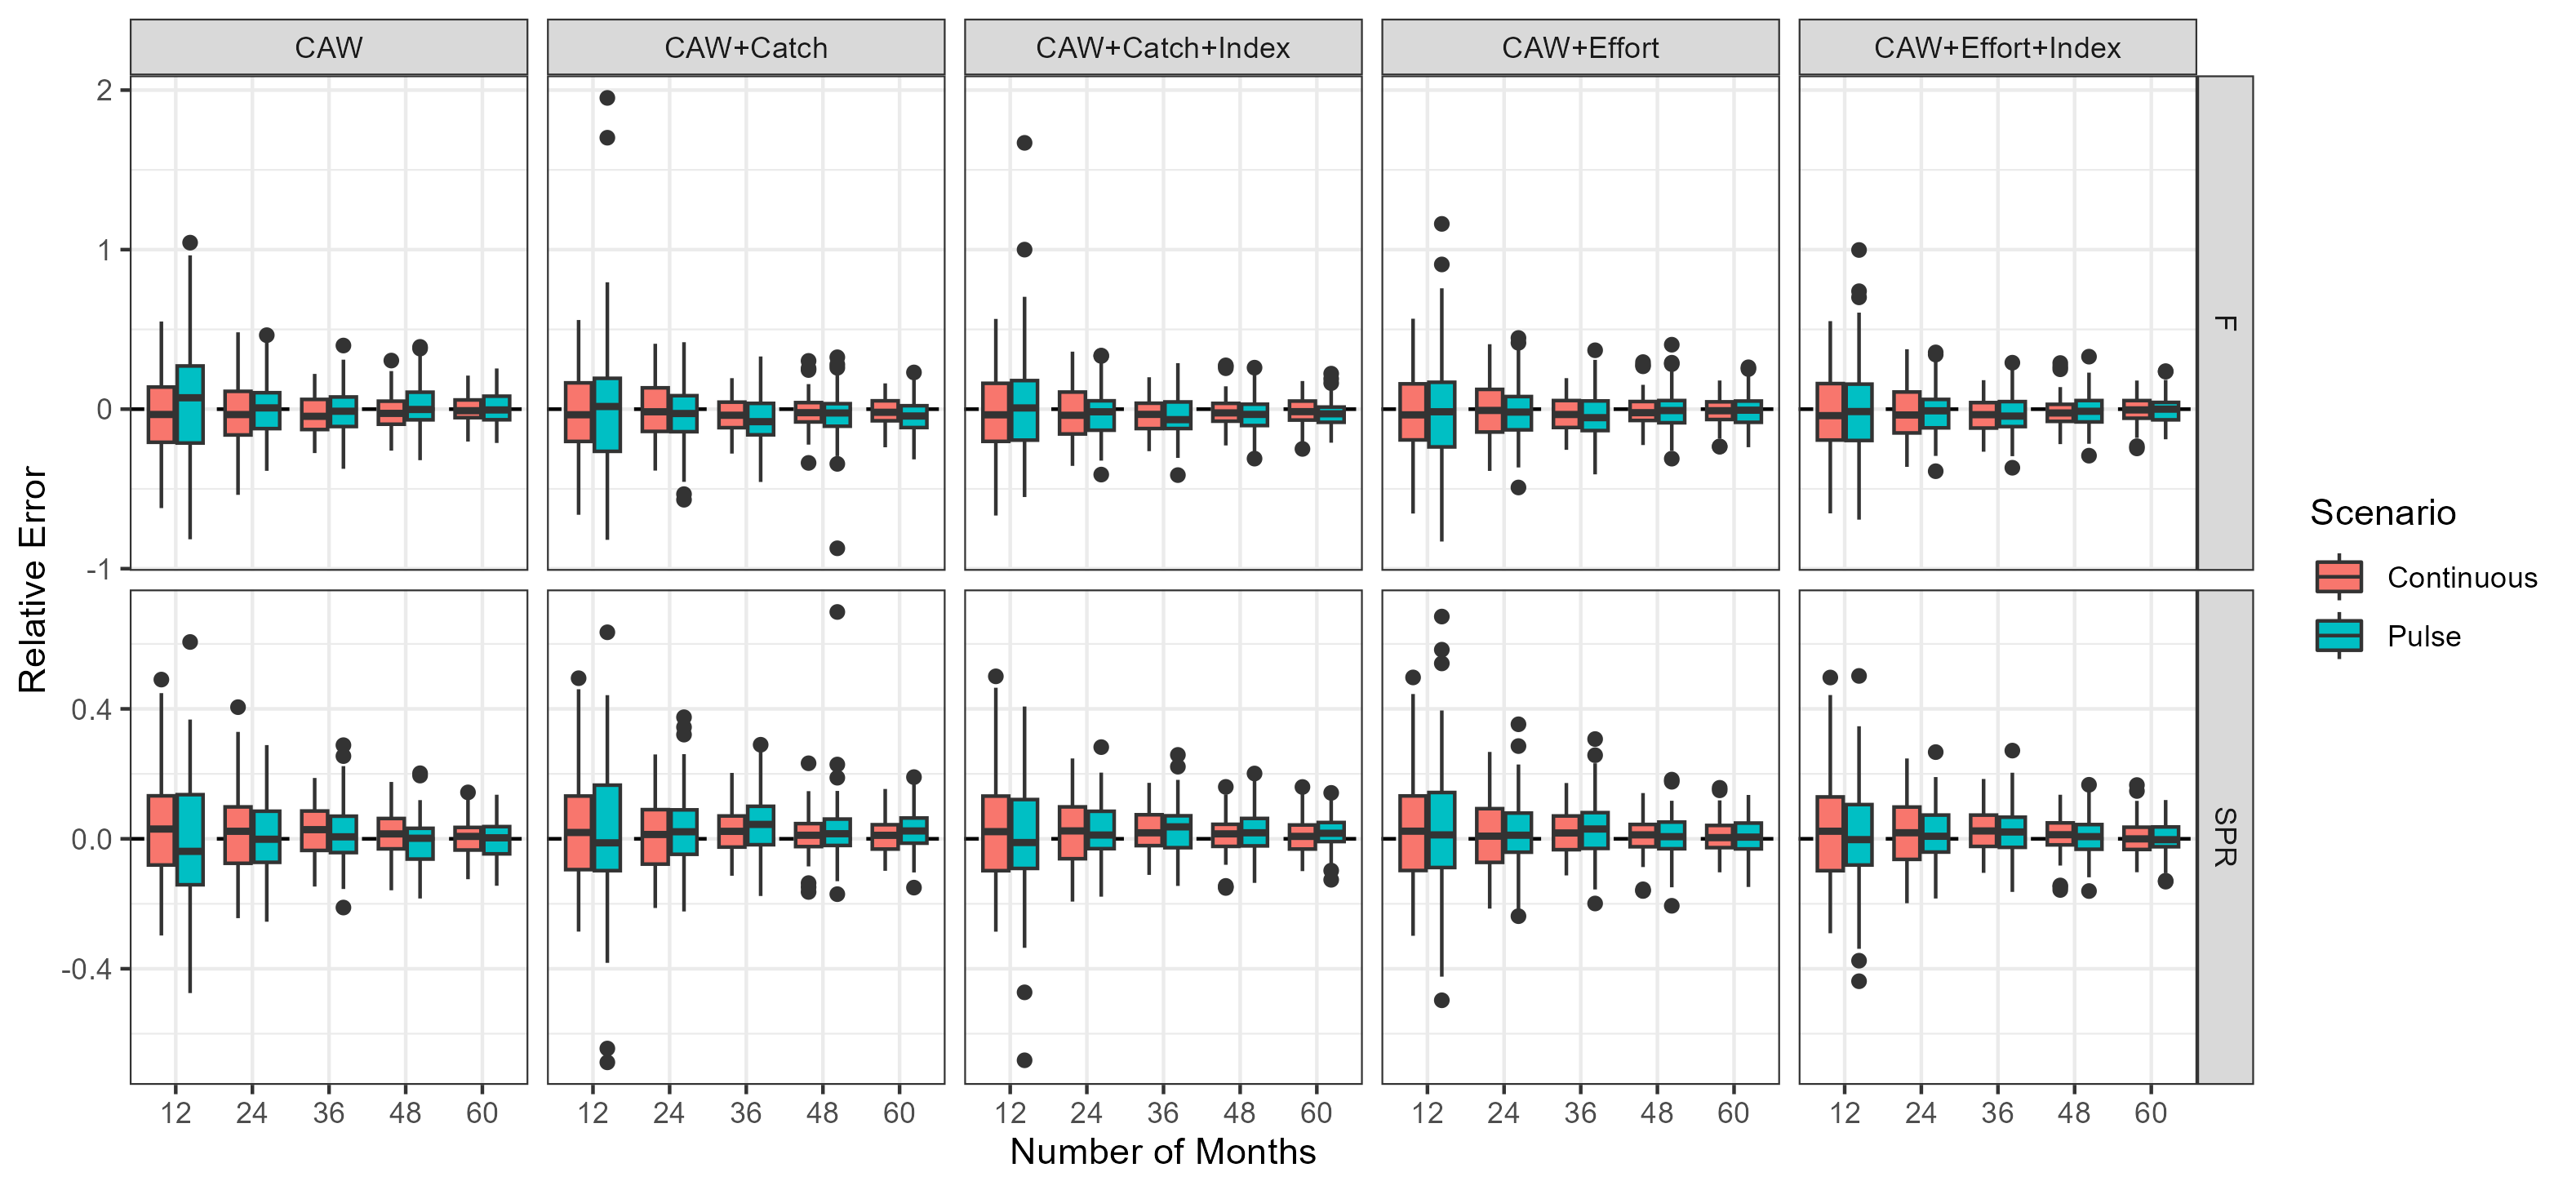 CAW CAW+Catch CAW+Catch+Index CAW+Effort CAW+Effort+Index
2
1
0
-1
F
0.4
0.0
-0.4
SPR
Relative Error
12 24 36 48 60 12 24 36 48 60 12 24 36 48 60 12 24 36 48 60 12 24 36 48 60
Number of Months
Scenario
Continuous
Pulse